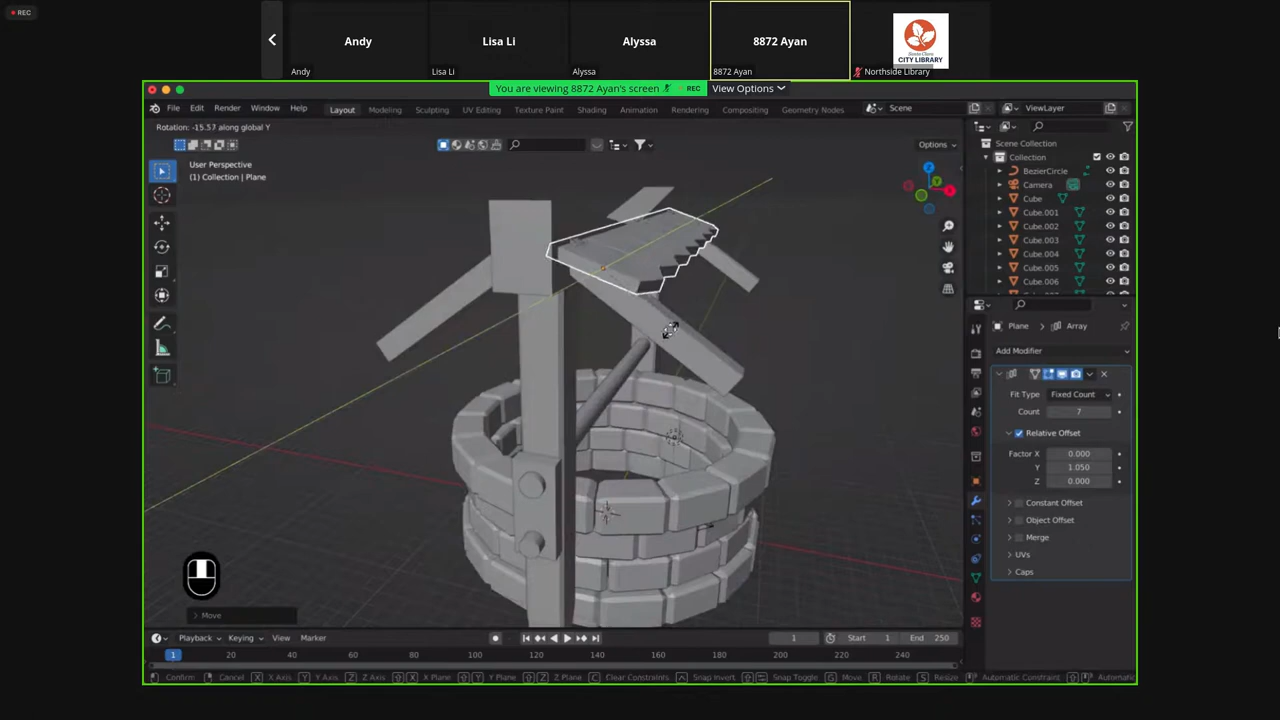 REC
Andy
Lisa Li
Alyssa
8872 Ayan
CITY LIBRARY
Andy
Lisa Li
Alyssa
8872 Ayan
Northside Library
You are viewing 8872 Ayan's screen
REC
View Options
File Edit Render Window Help
Layout Modeling Sculpting UV Editing Texture Paint Shading Animation Rendering Compositing Geometry Nodes
Scene
ViewLayer
Rotation: -15.57 along global Y
Options
User Perspective
(1) Collection | Plane
Scene Collection
Collection
BezierCircle
Camera
Cube
Cube.001
Cube.002
Cube.003
Cube.004
Cube.005
Cube.006
Plane
Array
Add Modifier
Fit Type Fixed Count
Count 7
Relative Offset
Factor X 0.000
Y 1.050
Z 0.000
Constant Offset
Object Offset
Merge
UVs
Caps
Move
Playback Keying View Marker
1
Start 1
End 250
1 20 40 60 80 100 120 140 160 180 200 220 240
Confirm Cancel X X Axis Y Y Axis Z Z Axis X X Plane Y Y Plane Z Z Plane C Clear Constraints Snap Invert Snap Toggle G Move R Rotate S Resize Automatic Constraint Automatic